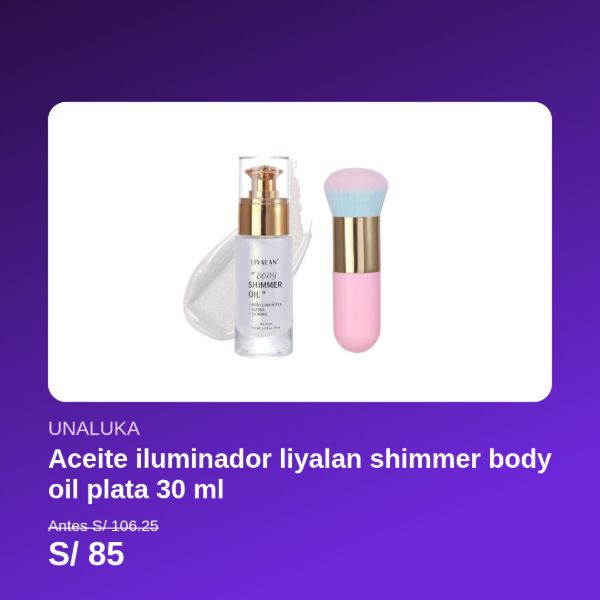 LIYALAN
"BODY
SHIMMER
OIL"
UNALUKA
Aceite iluminador liyalan shimmer body
oil plata 30 ml
Antes S/ 106.25
S/ 85